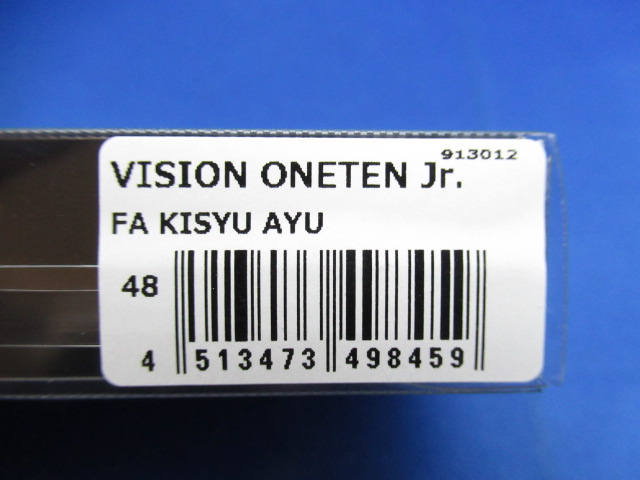 913012
VISION ONETEN Jr.
FA KISYU AYU
48
4 513473 498459